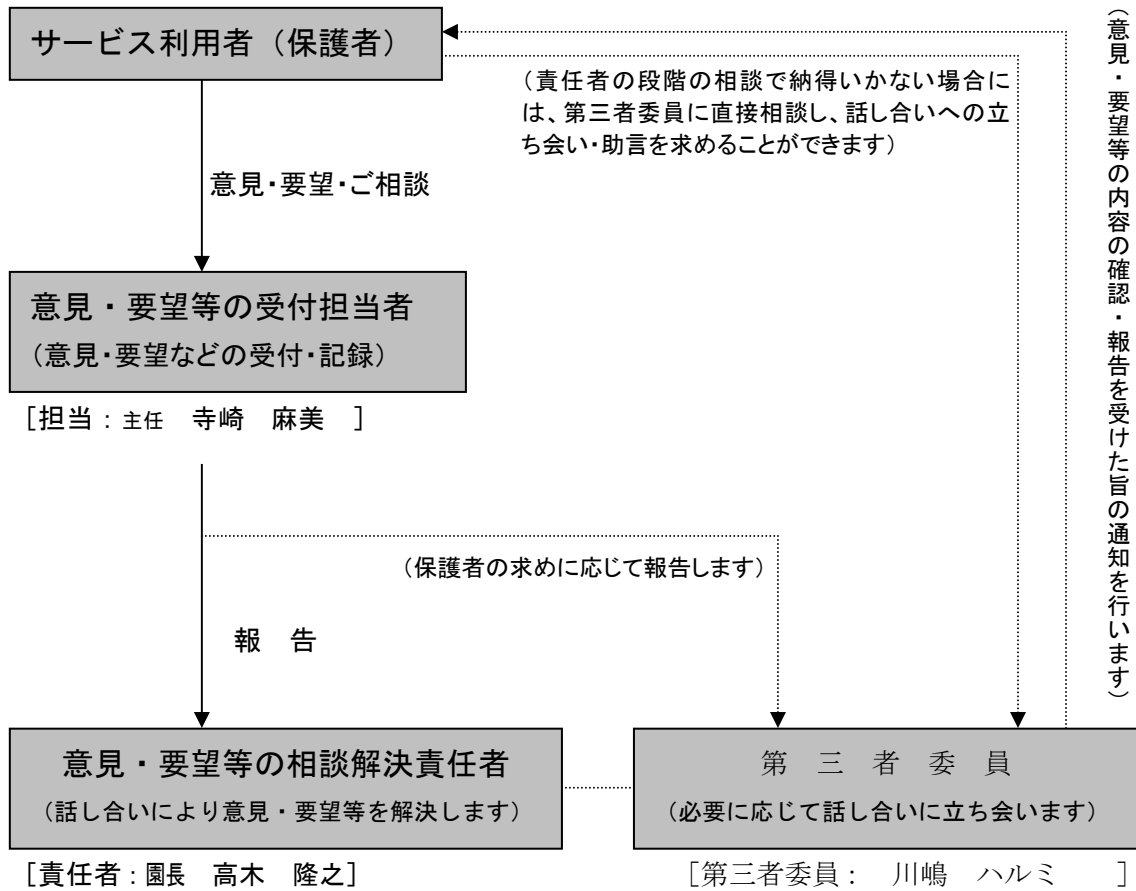 サービス利用者（保護者）
（責任者の段階の相談で納得いかない場合に
は、第三者委員に直接相談し、話し合いへの立
ち会い・助言を求めることができます）
（意見・要望等の内容の確認・報告を受けた旨の通知を行います）
意見・要望・ご相談
意見・要望等の受付担当者
（意見・要望などの受付・記録）
［担当：主任　寺崎　麻美　］
（保護者の求めに応じて報告します）
報　告
意見・要望等の相談解決責任者
（話し合いにより意見・要望等を解決します）
［責任者：園長　高木　隆之］
第　三　者　委　員
（必要に応じて話し合いに立ち会います）
［第三者委員：　川嶋　ハルミ　　］